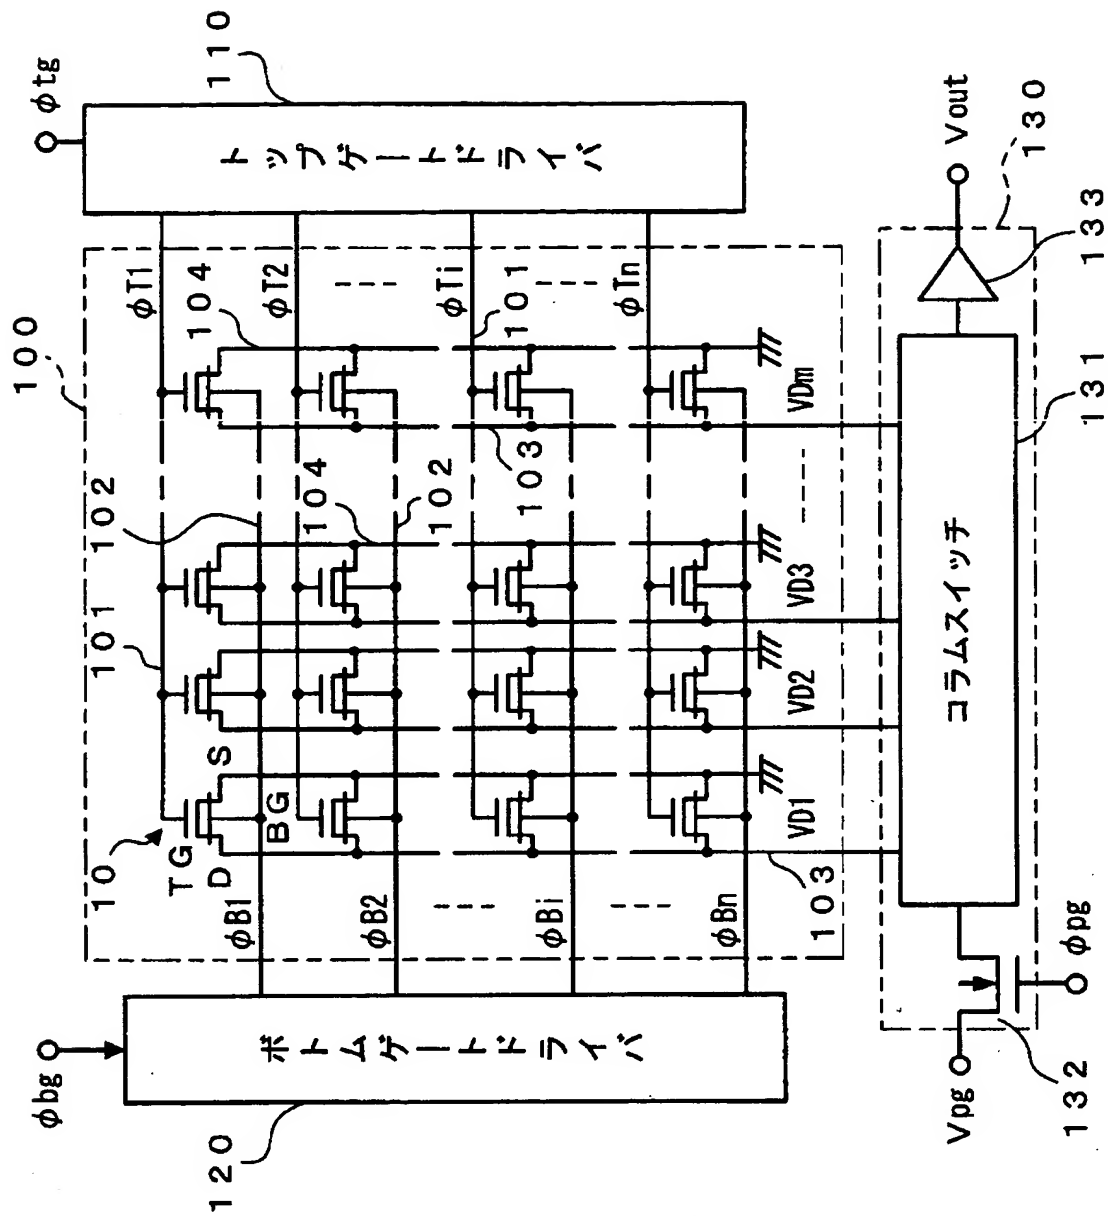 φtg
110
トップゲートドライバ
100
φT1
φT2
φTi
φTn
104
101
102
101
104
102
103
10
TG
D
S
BG
φB1
φB2
φBi
φBn
103
VD1
VD2
VD3
VDm
φbg
ボトムゲートドライバ
120
コラムスイッチ
131
133
130
Vout
Vpg
132
φpg